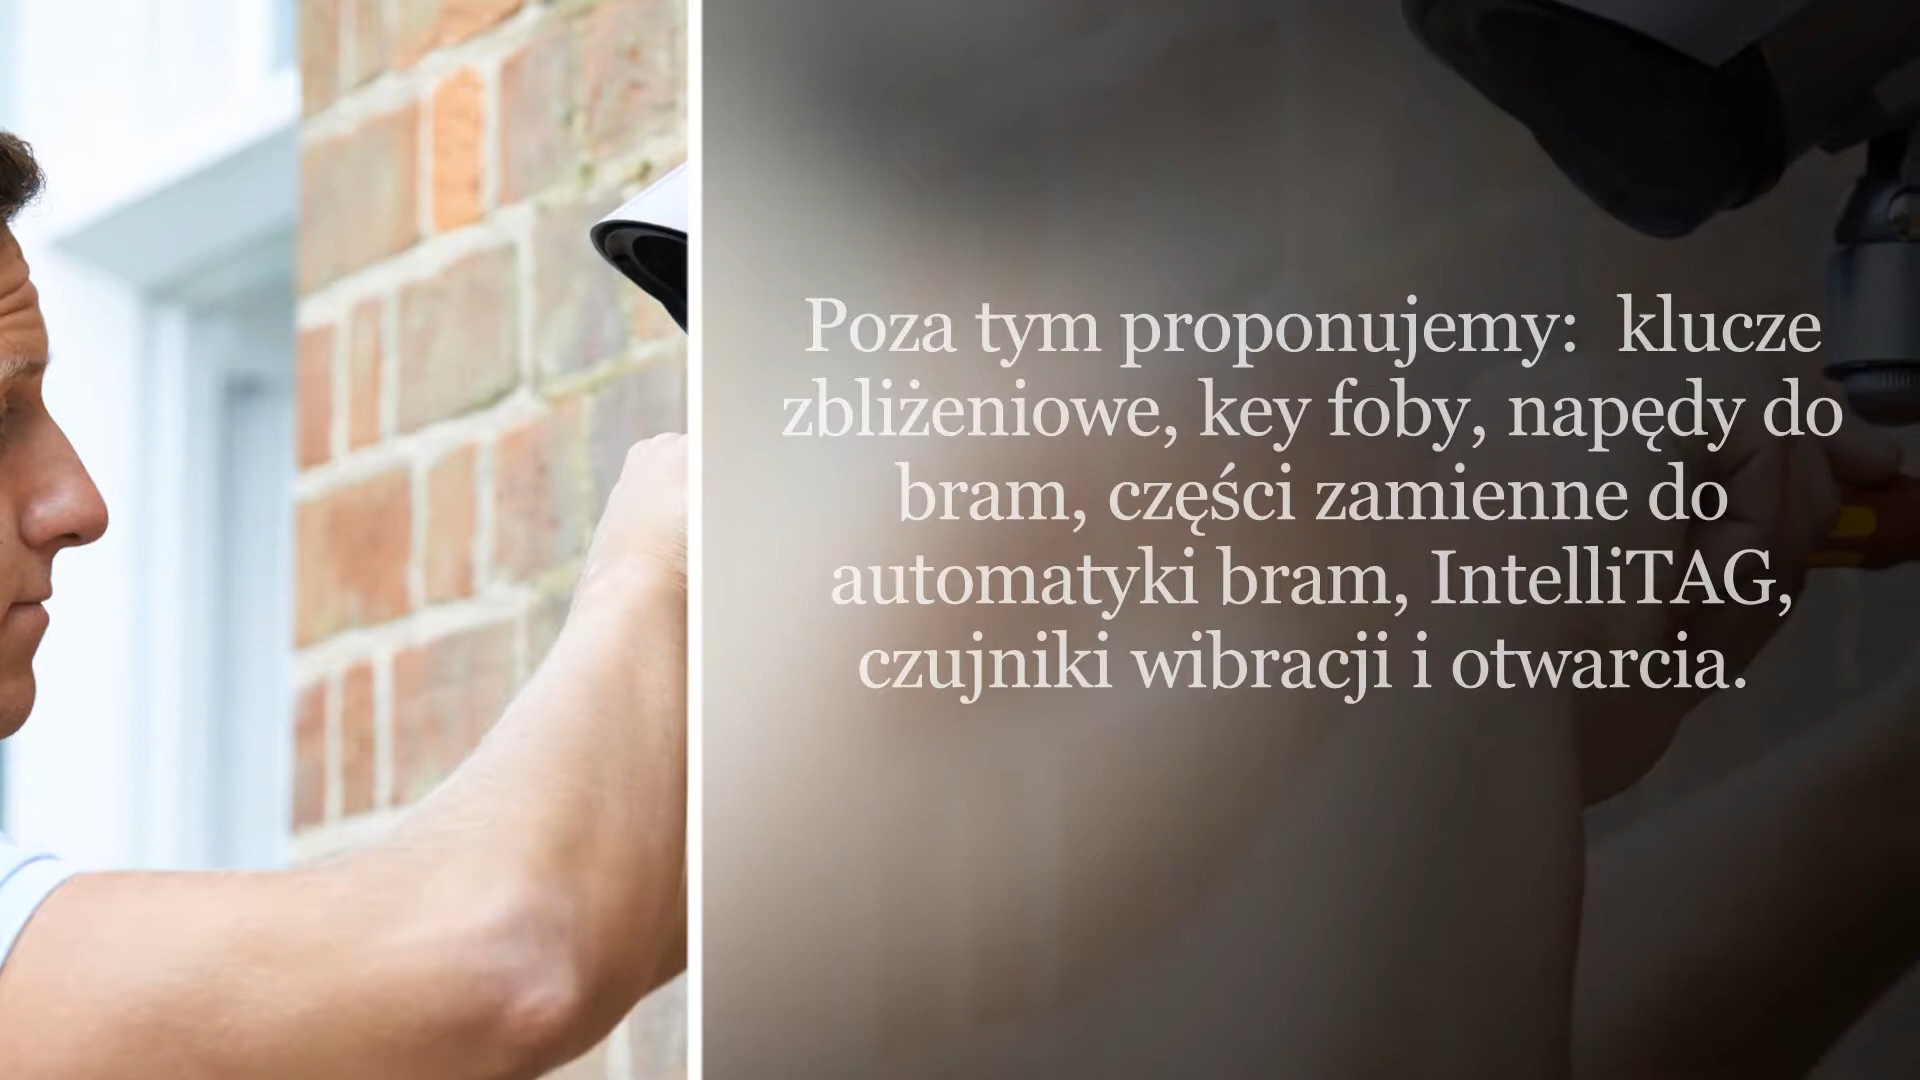 Poza tym proponujemy:  klucze
zbliżeniowe, key foby, napędy do
bram, części zamienne do
automatyki bram, IntelliTAG,
czujniki wibracji i otwarcia.